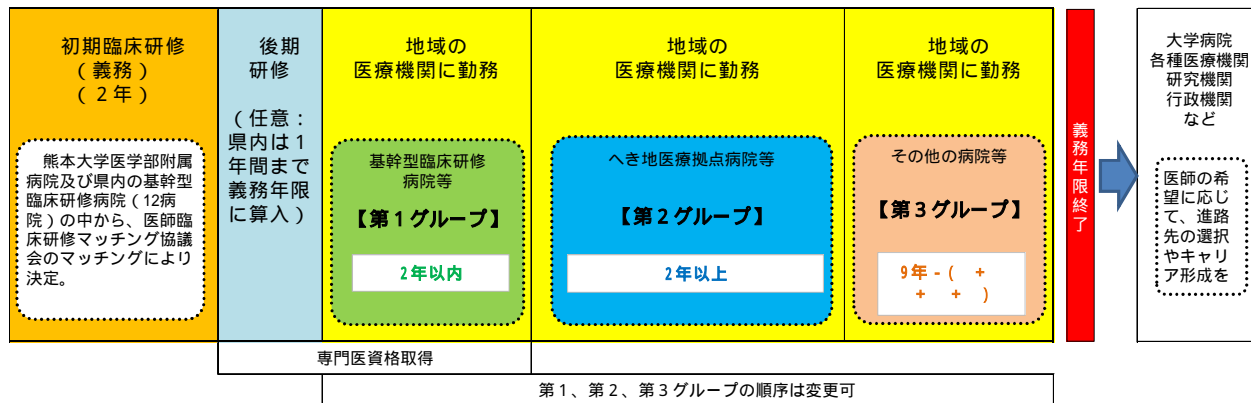 初期臨床研修
（義務）
（２年）
熊本大学医学部附属
病院及び県内の基幹型
臨床研修病院（12病
院）の中から、医師臨
床研修マッチング協議
会のマッチングにより
決定。
後期
研修
（任意：
県内は１
年間まで
義務年限
に算入）
地域の
医療機関に勤務
基幹型臨床研修
病院等
【第１グループ】
2年以内
地域の
医療機関に勤務
へき地医療拠点病院等
【第２グループ】
2年以上
地域の
医療機関に勤務
その他の病院等
【第３グループ】
9年 - (　+
+　+　)
義務年限終了
大学病院
各種医療機関
研究機関
行政機関
など
医師の希
望に応じ
て、進路
先の選択
やキャリ
ア形成を
専門医資格取得
第１、第２、第３グループの順序は変更可